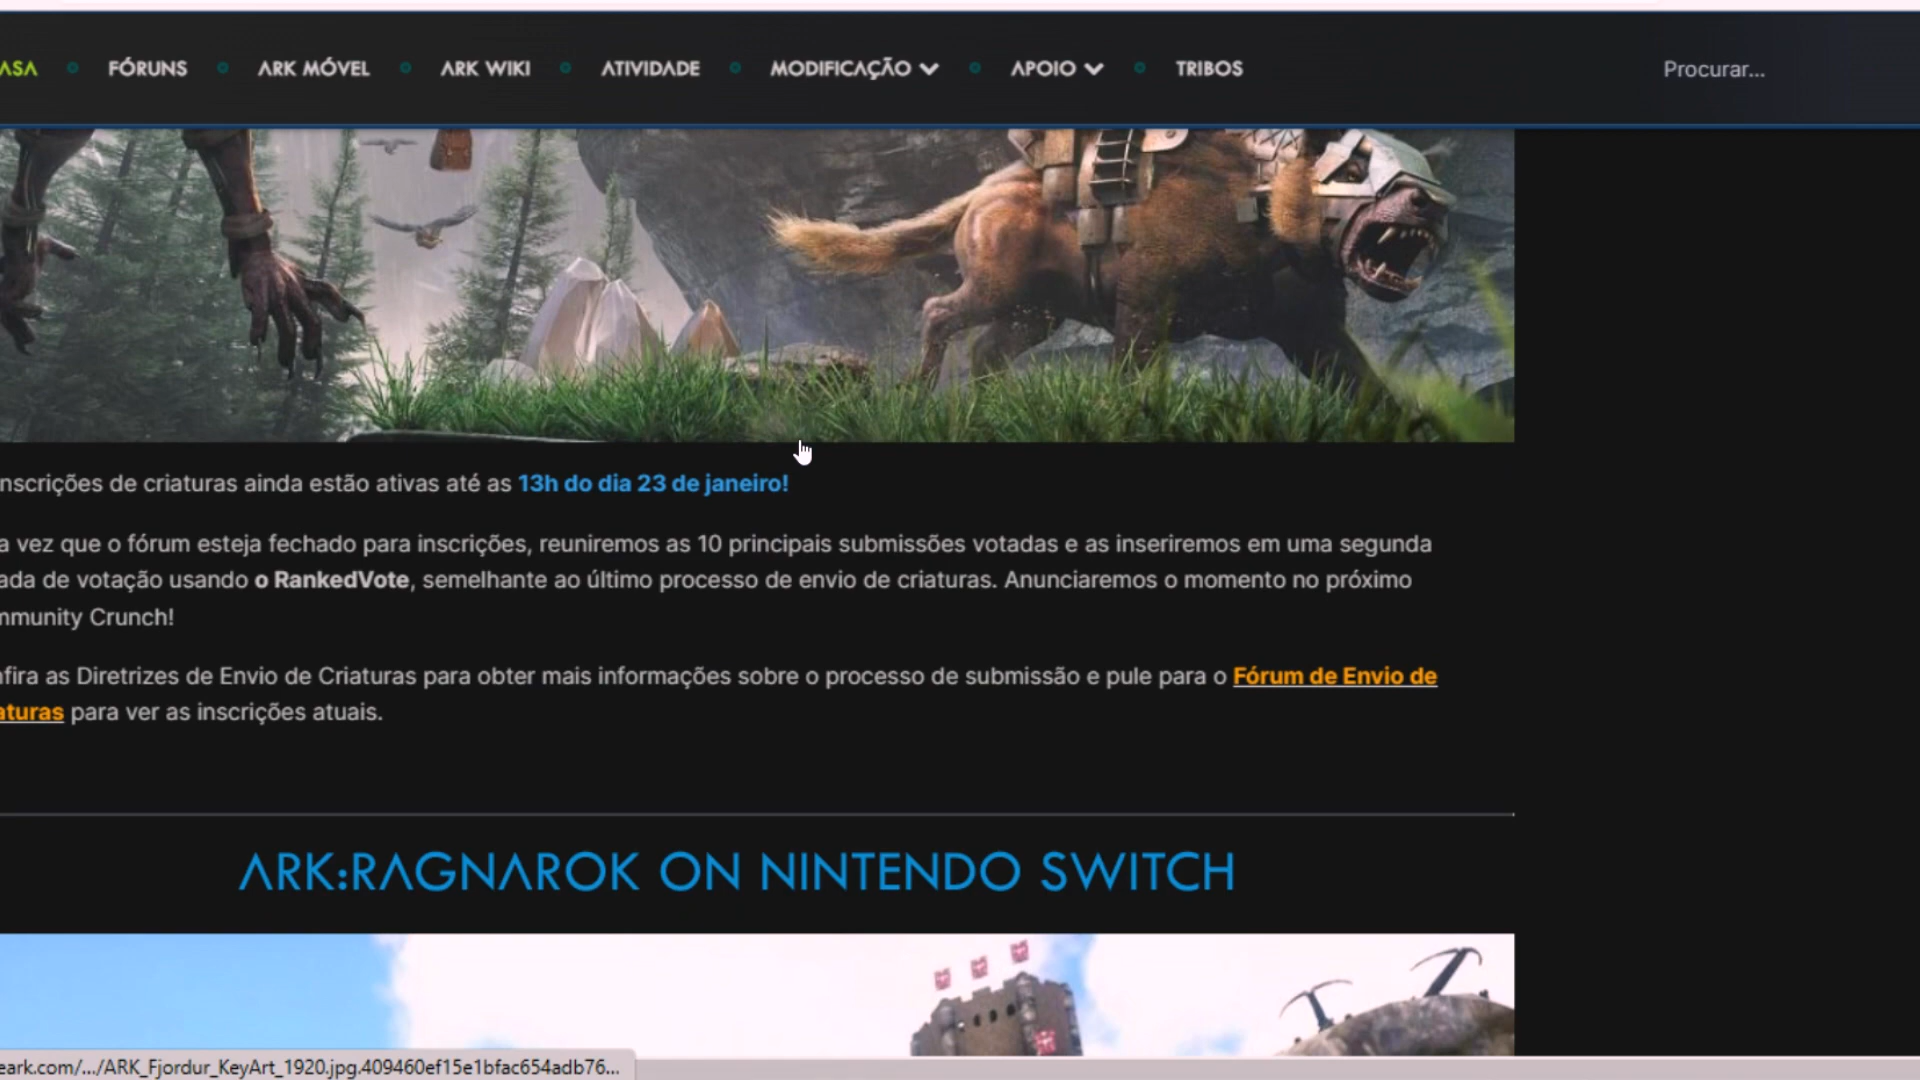 ASA FÓRUNS ARK MÓVEL ARK WIKI ATIVIDADE MODIFICAÇÃO APOIO TRIBOS Procurar...
nscrições de criaturas ainda estão ativas até as 13h do dia 23 de janeiro!
a vez que o fórum esteja fechado para inscrições, reuniremos as 10 principais submissões votadas e as inseriremos em uma segunda
ada de votação usando o RankedVote, semelhante ao último processo de envio de criaturas. Anunciaremos o momento no próximo
mmunity Crunch!
nfira as Diretrizes de Envio de Criaturas para obter mais informações sobre o processo de submissão e pule para o Fórum de Envio de
aturas para ver as inscrições atuais.
ARK:RAGNAROK ON NINTENDO SWITCH
eark.com/.../ARK_Fjordur_KeyArt_1920.jpg.409460ef15e1bfac654adb76...